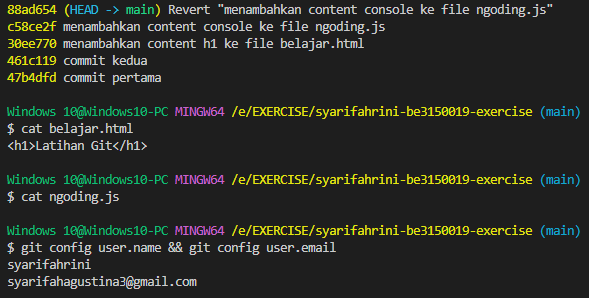 88ad654 (HEAD -> main) Revert "menambahkan content console ke file ngoding.js"
c58ce2f menambahkan content console ke file ngoding.js
30ee770 menambahkan content h1 ke file belajar.html
461c119 commit kedua
47b4dfd commit pertama
Windows 10@Windows10-PC MINGW64 /e/EXERCISE/syarifahrini-be3150019-exercise (main)
$ cat belajar.html
<h1>Latihan Git</h1>
Windows 10@Windows10-PC MINGW64 /e/EXERCISE/syarifahrini-be3150019-exercise (main)
$ cat ngoding.js
Windows 10@Windows10-PC MINGW64 /e/EXERCISE/syarifahrini-be3150019-exercise (main)
$ git config user.name && git config user.email
syarifahrini
syarifahagustina3@gmail.com